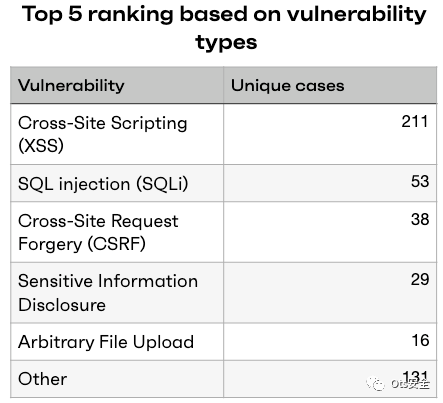 Top 5 ranking based on vulnerability
types
Vulnerability Unique cases
Cross-Site Scripting
(XSS) 211
SQL injection (SQLi) 53
Cross-Site Request
Forgery (CSRF) 38
Sensitive Information
Disclosure 29
Arbitrary File Upload 16
Other 131
Ots安全